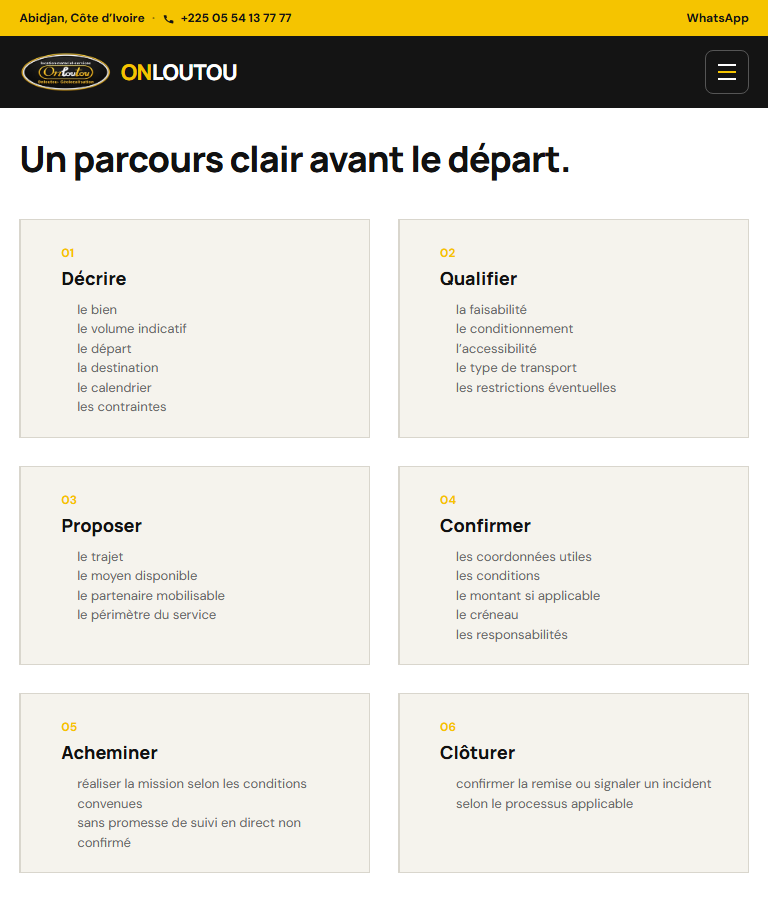 Abidjan, Côte d’Ivoire · +225 05 54 13 77 77
WhatsApp
OnLoutou
ONLOUTOU
Un parcours clair avant le départ.
01
Décrire
le bien
le volume indicatif
le départ
la destination
le calendrier
les contraintes
02
Qualifier
la faisabilité
le conditionnement
l’accessibilité
le type de transport
les restrictions éventuelles
03
Proposer
le trajet
le moyen disponible
le partenaire mobilisable
le périmètre du service
04
Confirmer
les coordonnées utiles
les conditions
le montant si applicable
le créneau
les responsabilités
05
Acheminer
réaliser la mission selon les conditions
convenues
sans promesse de suivi en direct non
confirmé
06
Clôturer
confirmer la remise ou signaler un incident
selon le processus applicable